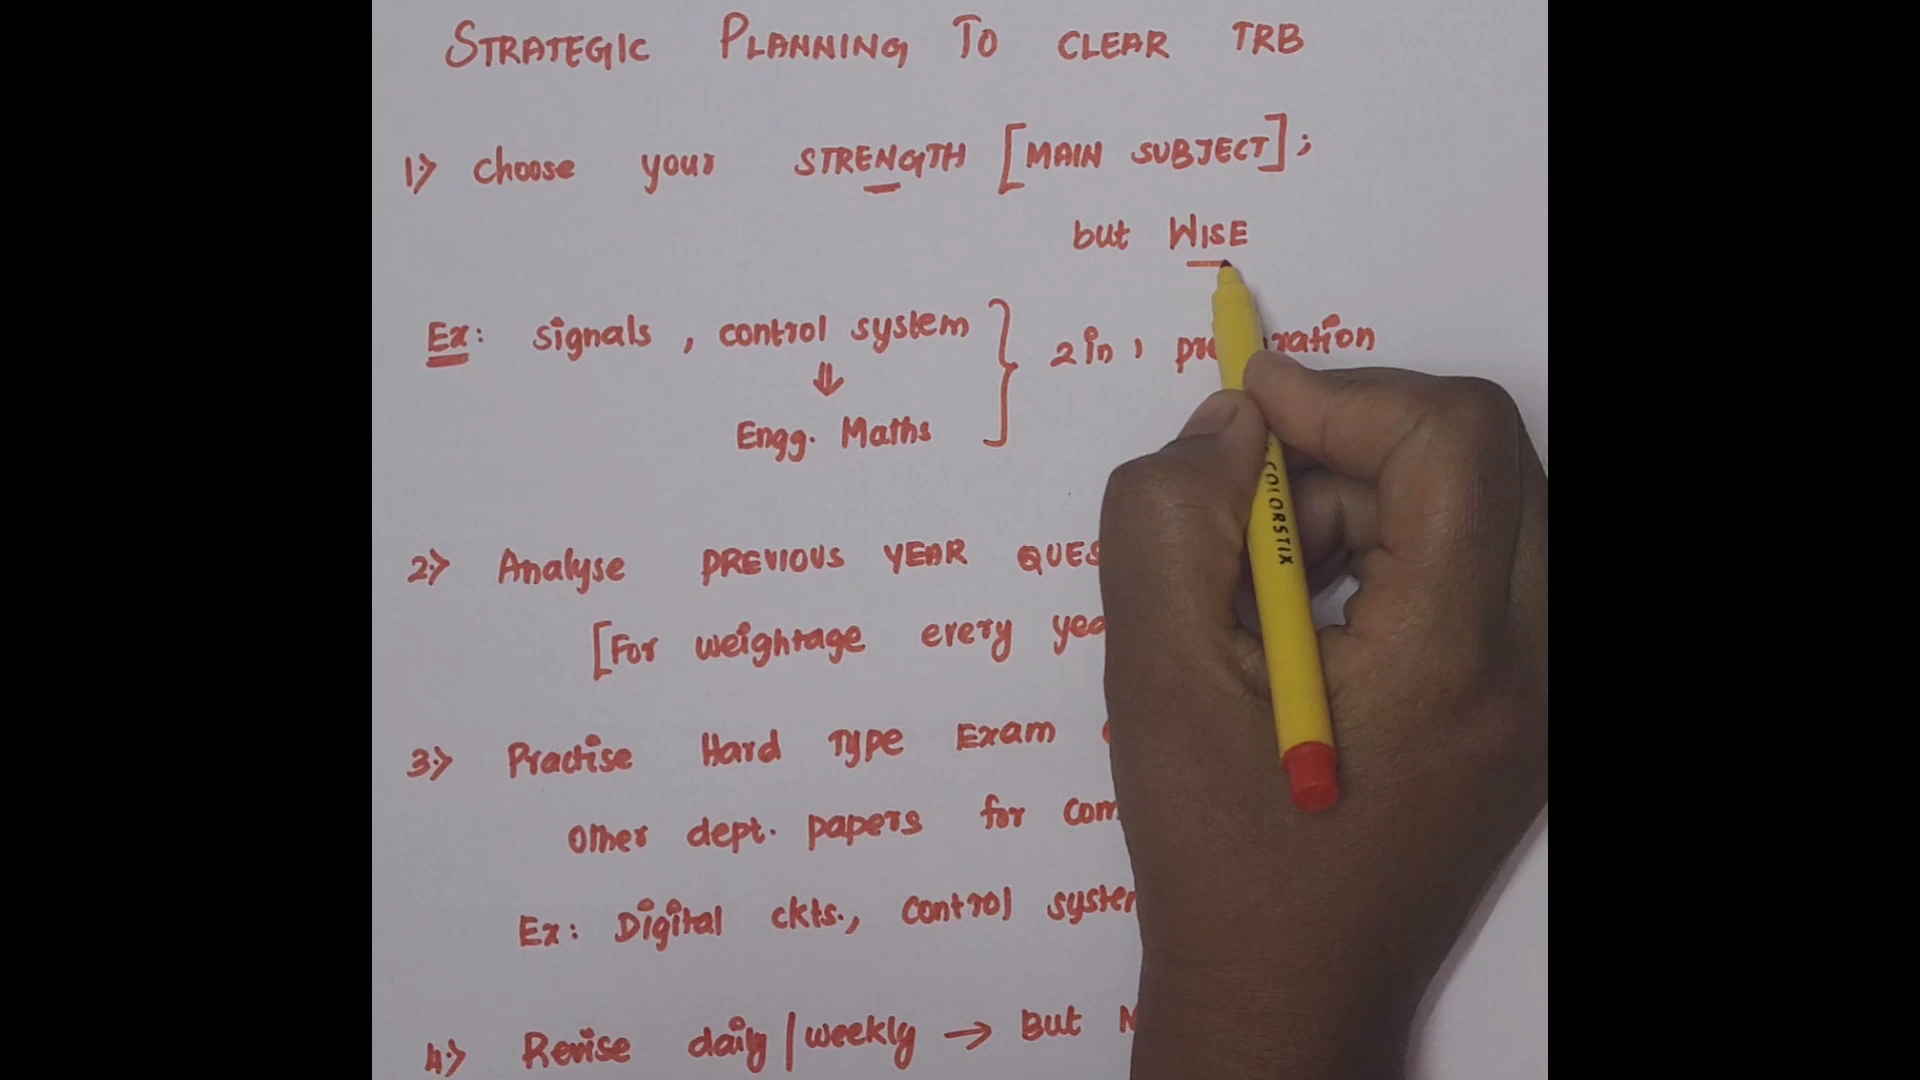 STRATEGIC PLANNING TO CLEAR TRB
1) choose your STRENGTH [MAIN SUBJECT];
but WISE
Ex: signals, control system } 2 in 1
⇓
Engg. Maths
2) Analyse PREVIOUS YEAR
[For weightage every
3) Practise Hard Type Exam
Other dept. papers for
Ex: Digital ckts., control
4) Revise daily/weekly → But
COLORSTIX